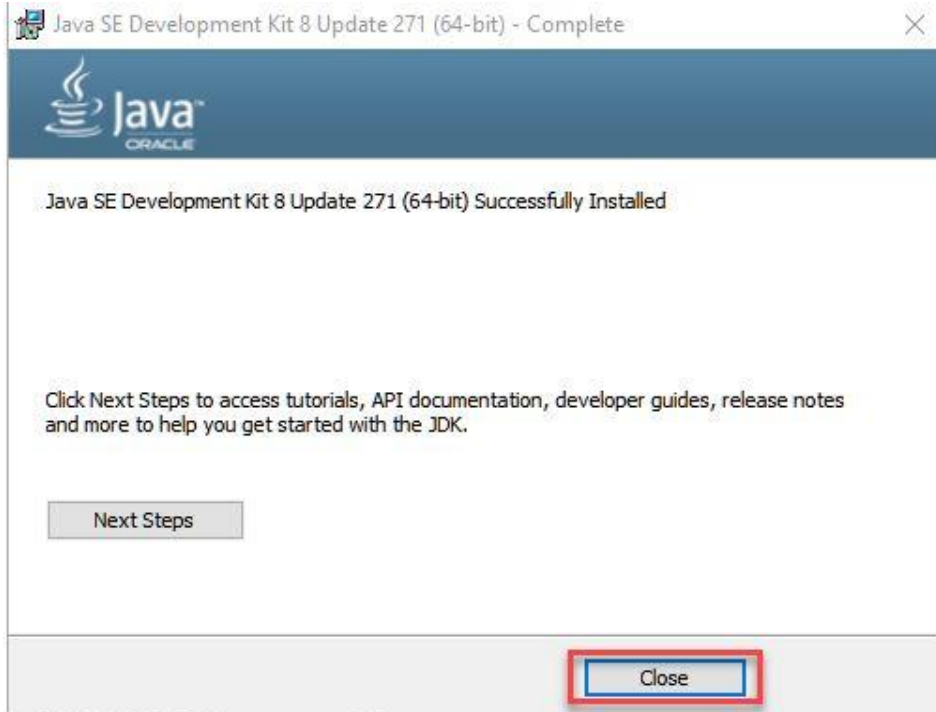 Java SE Development Kit 8 Update 271 (64-bit) - Complete
Java™
ORACLE
Java SE Development Kit 8 Update 271 (64-bit) Successfully Installed
Click Next Steps to access tutorials, API documentation, developer guides, release notes
and more to help you get started with the JDK.
Next Steps
Close